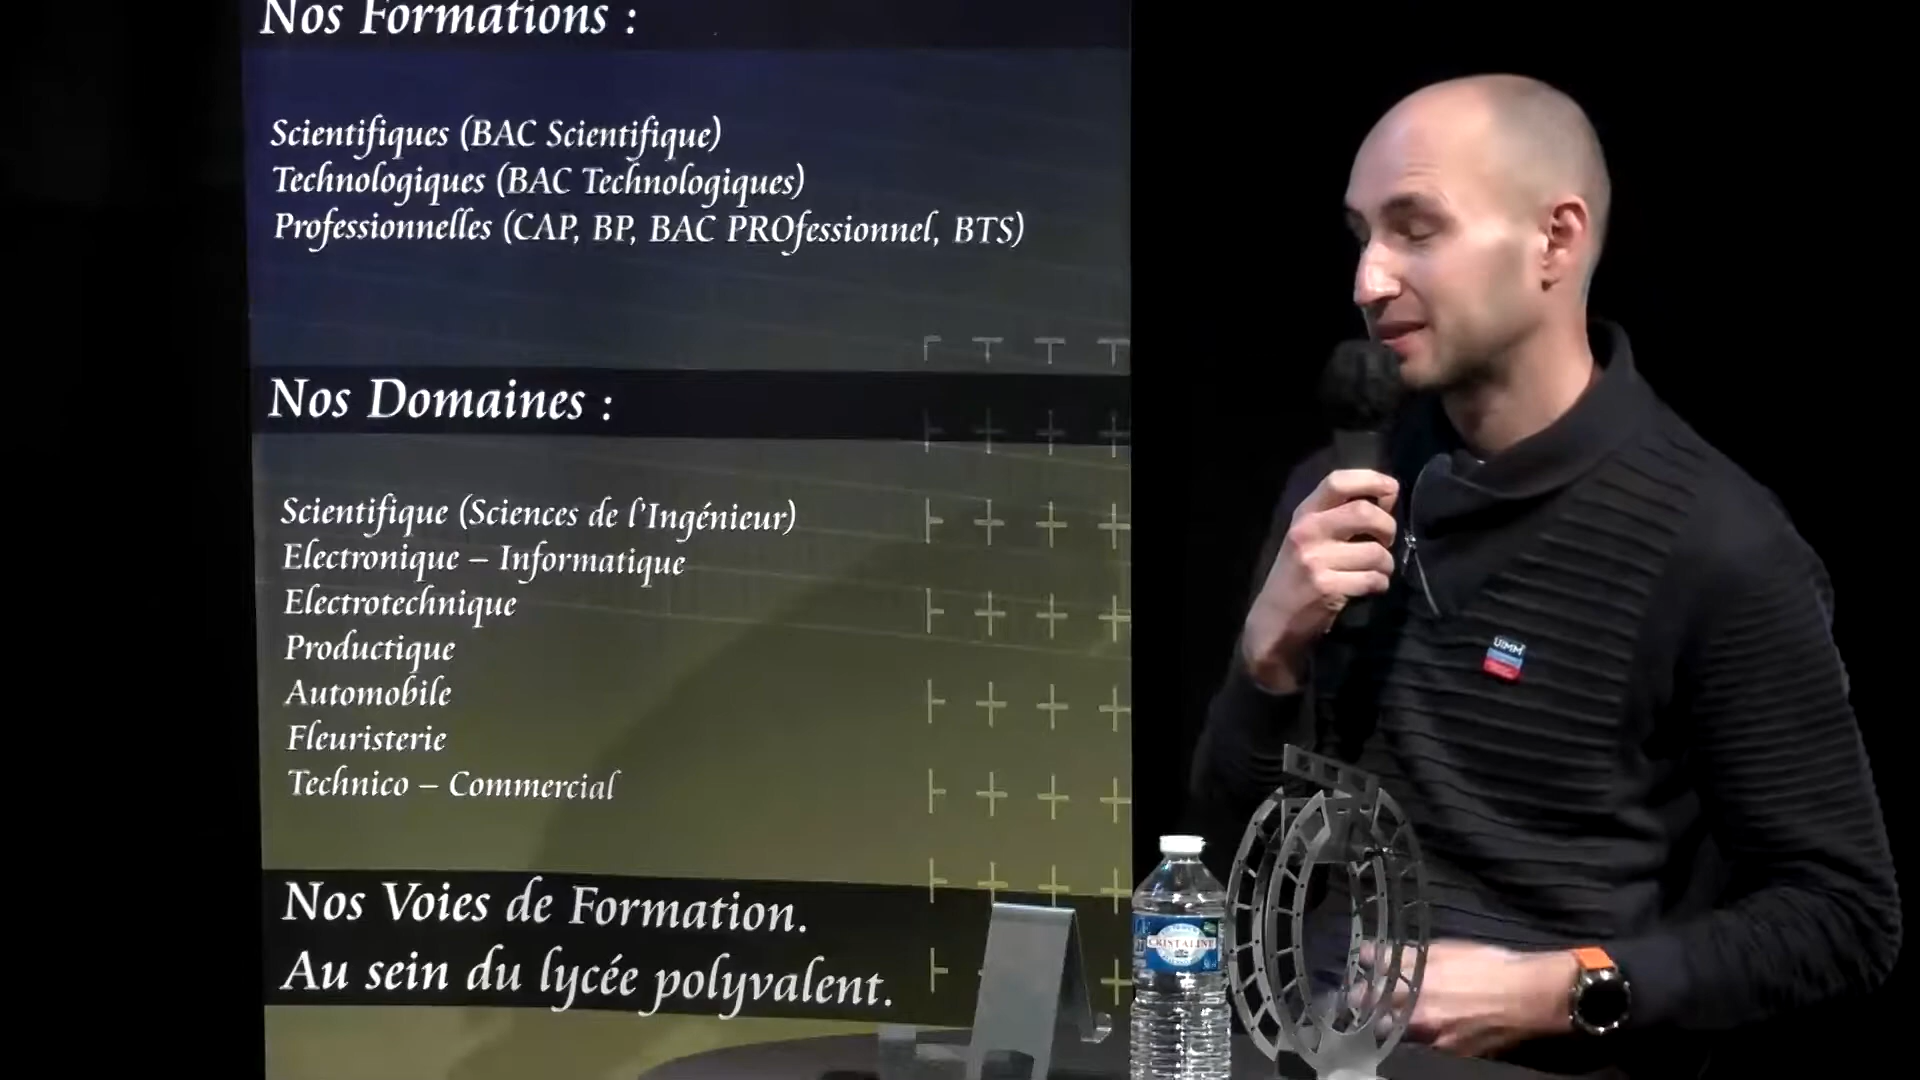 Nos Formations :
Scientifiques (BAC Scientifique)
Technologiques (BAC Technologiques)
Professionnelles (CAP, BP, BAC PROfessionnel, BTS)
Nos Domaines :
Scientifique (Sciences de l'Ingénieur)
Electronique – Informatique
Electrotechnique
Productique
Automobile
Fleuristerie
Technico – Commercial
Nos Voies de Formation.
Au sein du lycée polyvalent.
UIMM
CRISTALINE